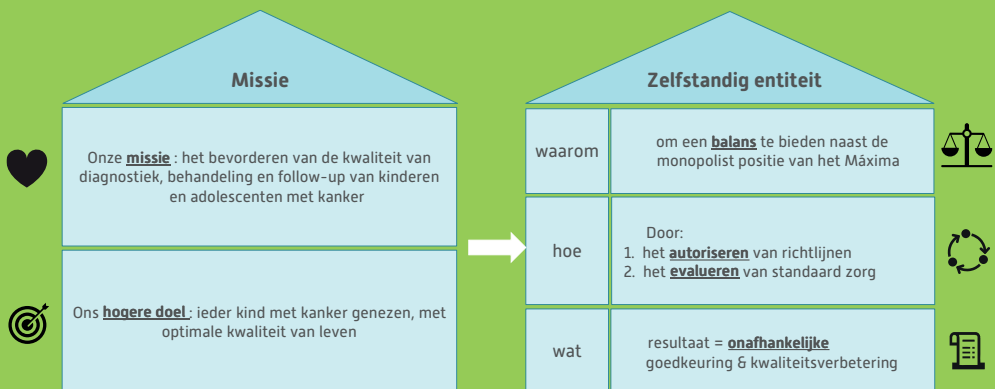 Missie
Onze missie : het bevorderen van de kwaliteit van
diagnostiek, behandeling en follow-up van kinderen
en adolescenten met kanker
Ons hogere doel : ieder kind met kanker genezen, met
optimale kwaliteit van leven
Zelfstandig entiteit
waarom
om een balans te bieden naast de
monopolist positie van het Máxima
hoe
Door:
1. het autoriseren van richtlijnen
2. het evalueren van standaard zorg
wat
resultaat = onafhankelijke
goedkeuring & kwaliteitsverbetering